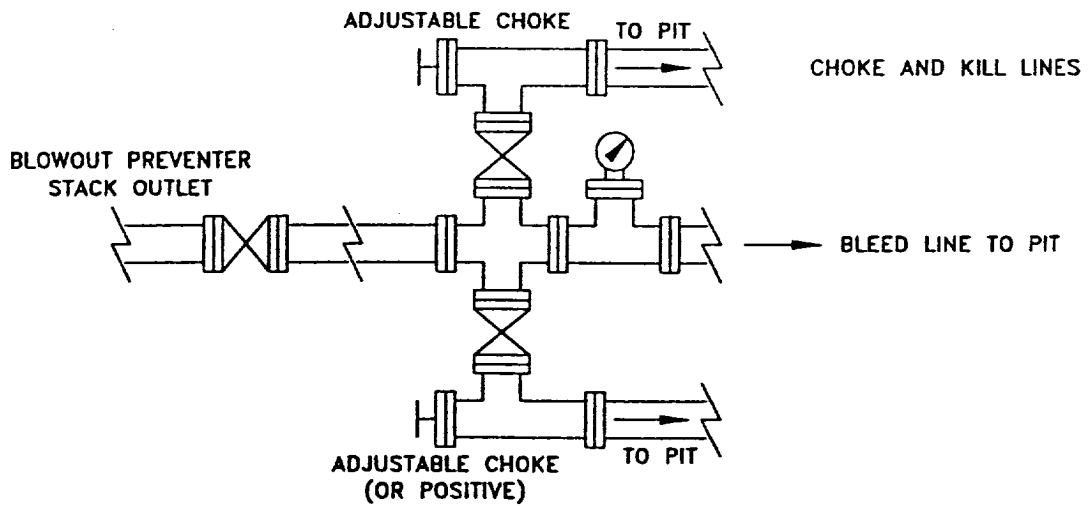 ADJUSTABLE CHOKE
TO PIT
CHOKE AND KILL LINES
BLOWOUT PREVENTER
STACK OUTLET
BLEED LINE TO PIT
TO PIT
ADJUSTABLE CHOKE
(OR POSITIVE)